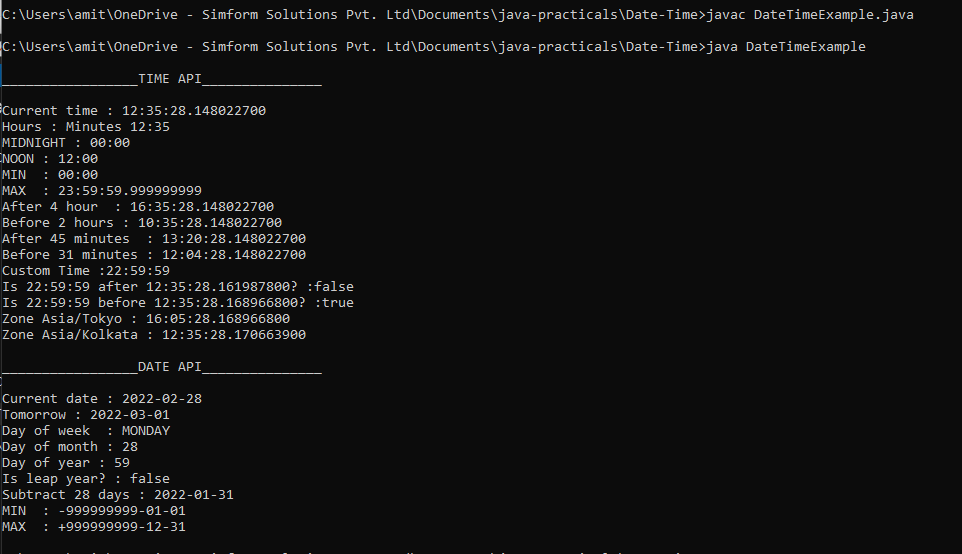 C:\Users\amit\OneDrive - Simform Solutions Pvt. Ltd\Documents\java-practicals\Date-Time>javac DateTimeExample.java
C:\Users\amit\OneDrive - Simform Solutions Pvt. Ltd\Documents\java-practicals\Date-Time>java DateTimeExample
_________________TIME API_______________
Current time : 12:35:28.148022700
Hours : Minutes 12:35
MIDNIGHT : 00:00
NOON : 12:00
MIN  : 00:00
MAX  : 23:59:59.999999999
After 4 hour  : 16:35:28.148022700
Before 2 hours : 10:35:28.148022700
After 45 minutes  : 13:20:28.148022700
Before 31 minutes : 12:04:28.148022700
Custom Time :22:59:59
Is 22:59:59 after 12:35:28.161987800? :false
Is 22:59:59 before 12:35:28.168966800? :true
Zone Asia/Tokyo : 16:05:28.168966800
Zone Asia/Kolkata : 12:35:28.170663900
_________________DATE API_______________
Current date : 2022-02-28
Tomorrow : 2022-03-01
Day of week  : MONDAY
Day of month : 28
Day of year : 59
Is leap year? : false
Subtract 28 days : 2022-01-31
MIN  : -999999999-01-01
MAX  : +999999999-12-31